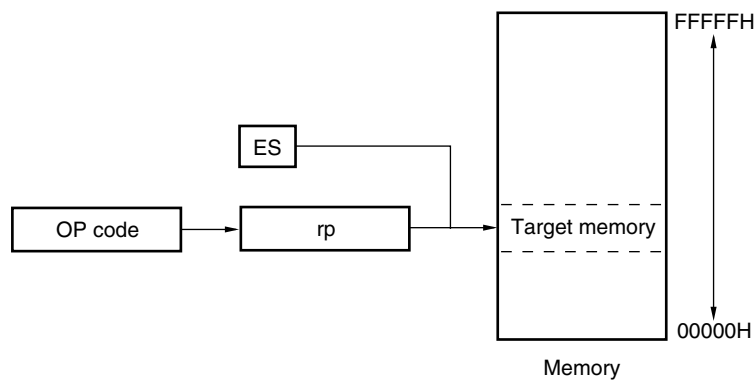 FFFFFH
ES
OP code
rp
Target memory
00000H
Memory